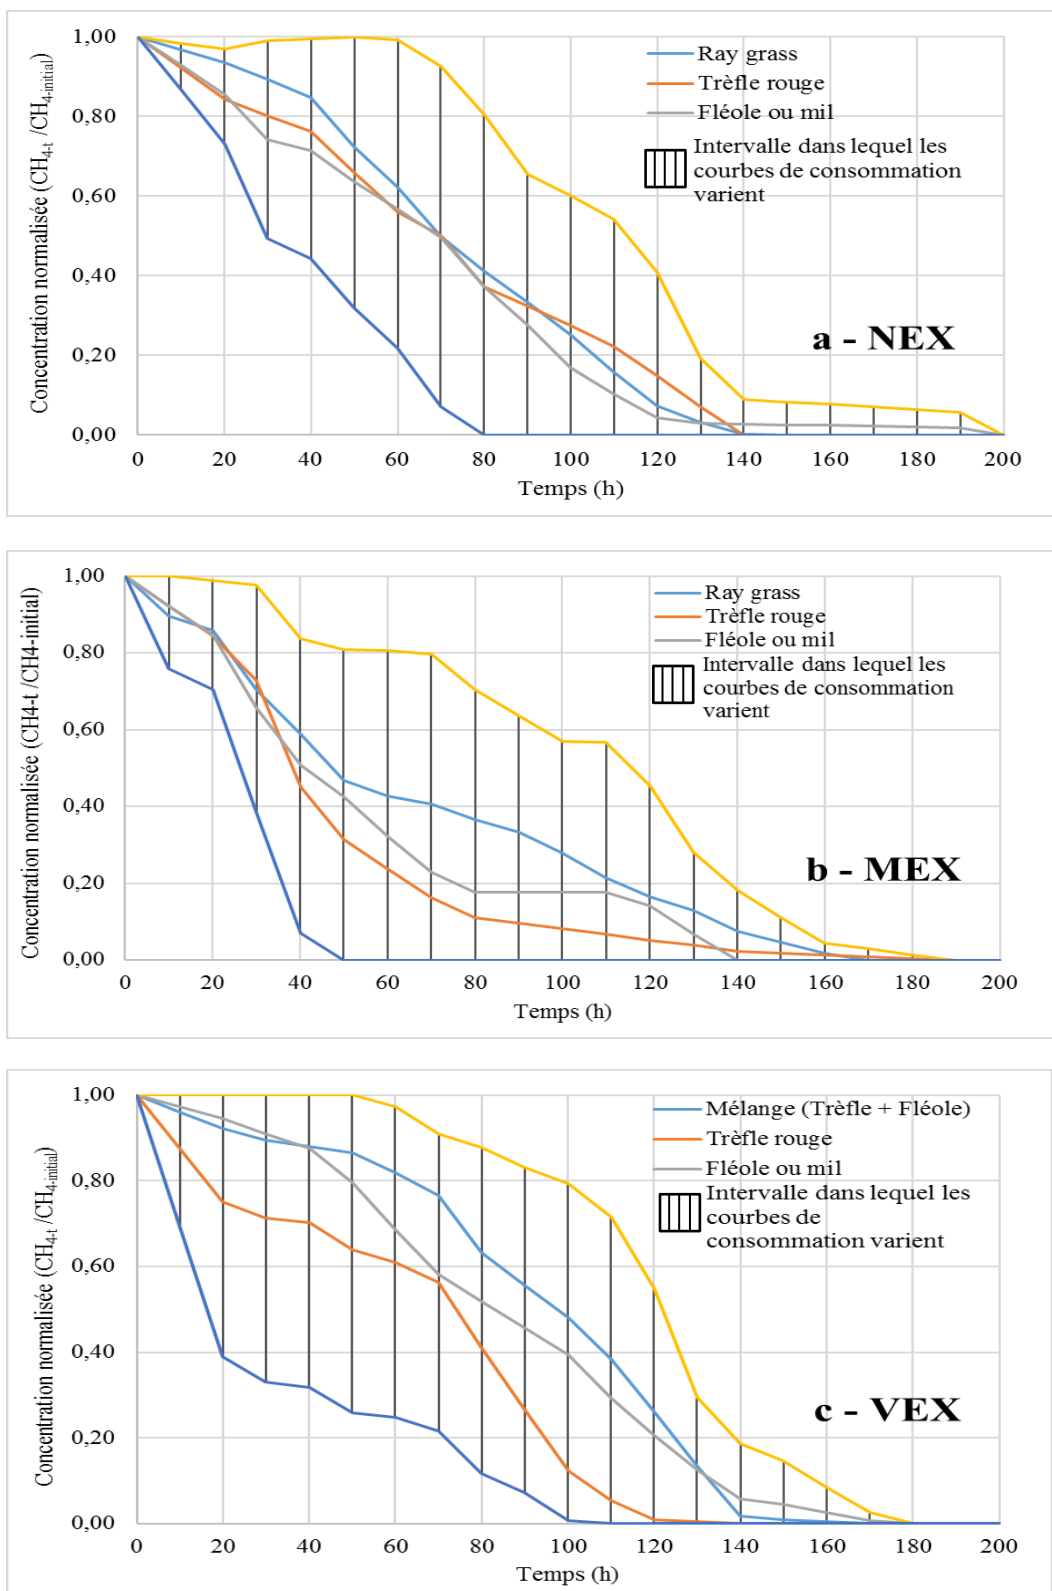 1,00
0,80
0,60
0,40
0,20
0,00
Concentration normalisée (CH4-t /CH4-initial)
Ray grass
Trèfle rouge
Fléole ou mil
Intervalle dans lequel les
courbes de consommation
varient
a - NEX
0 20 40 60 80 100 120 140 160 180 200
Temps (h)
1,00
0,80
0,60
0,40
0,20
0,00
Concentration normalisée (CH4-t /CH4-initial)
Ray grass
Trèfle rouge
Fléole ou mil
Intervalle dans lequel les
courbes de consommation
varient
b - MEX
0 20 40 60 80 100 120 140 160 180 200
Temps (h)
1,00
0,80
0,60
0,40
0,20
0,00
Concentration normalisée (CH4-t /CH4-initial)
Mélange (Trèfle + Fléole)
Trèfle rouge
Fléole ou mil
Intervalle dans lequel les
courbes de
consommation varient
c - VEX
0 20 40 60 80 100 120 140 160 180 200
Temps (h)